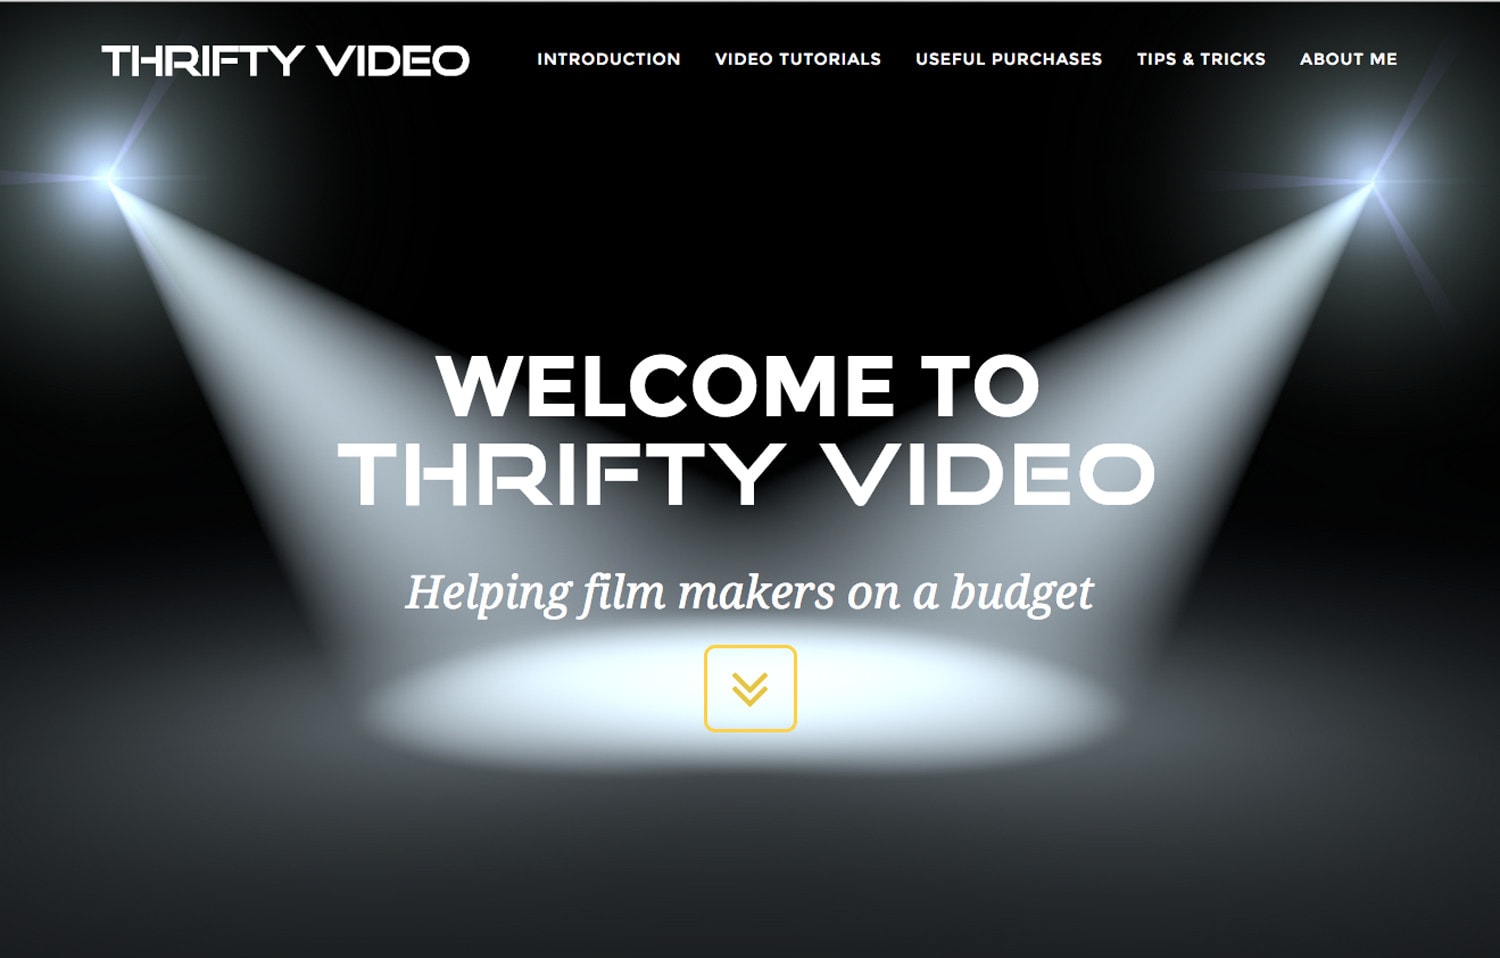 THRIFTY VIDEO
INTRODUCTION
VIDEO TUTORIALS
USEFUL PURCHASES
TIPS & TRICKS
ABOUT ME
WELCOME TO
THRIFTY VIDEO
Helping film makers on a budget